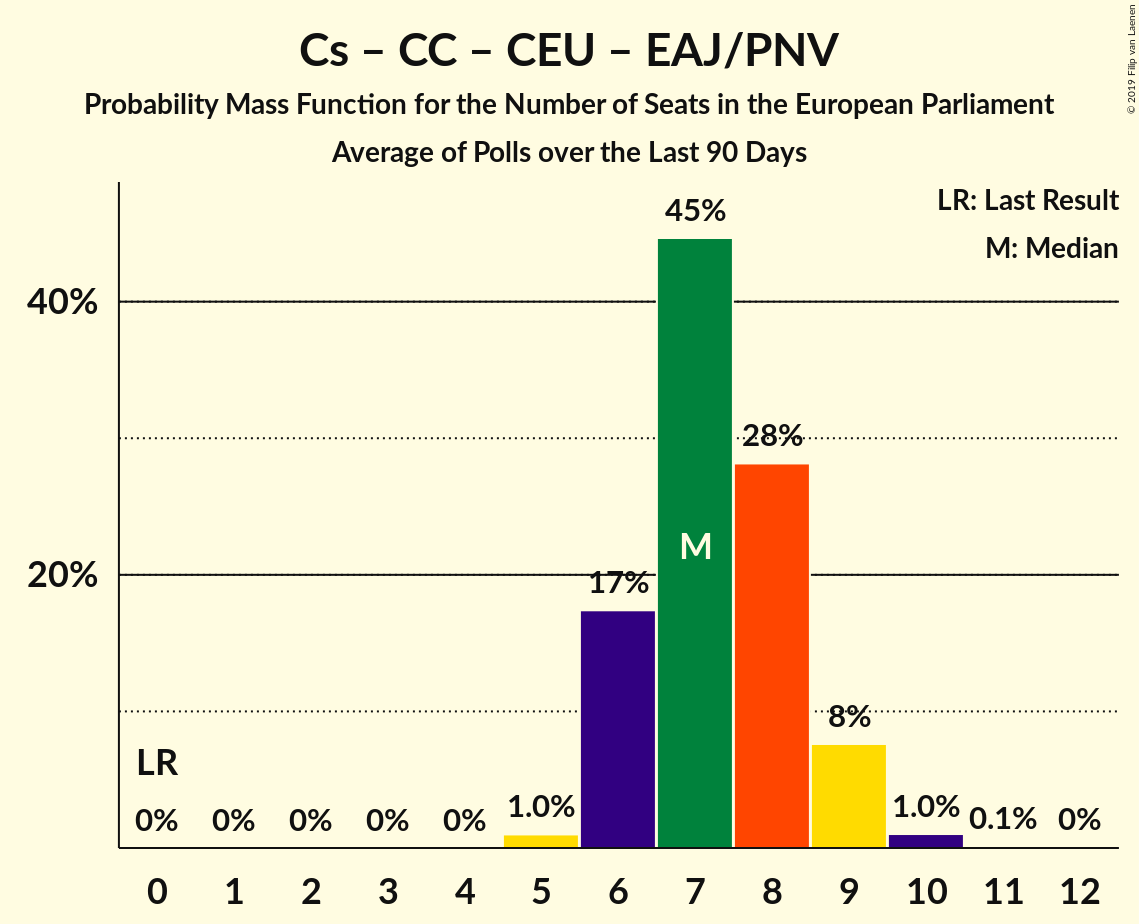 Cs – CC – CEU – EAJ/PNV
Probability Mass Function for the Number of Seats in the European Parliament
Average of Polls over the Last 90 Days
© 2019 Filip van Laenen
LR: Last Result
M: Median
45%
40%
28%
M
20%
17%
8%
LR
0% 0% 0% 0% 0% 1.0% 1.0% 0.1% 0%
0 1 2 3 4 5 6 7 8 9 10 11 12